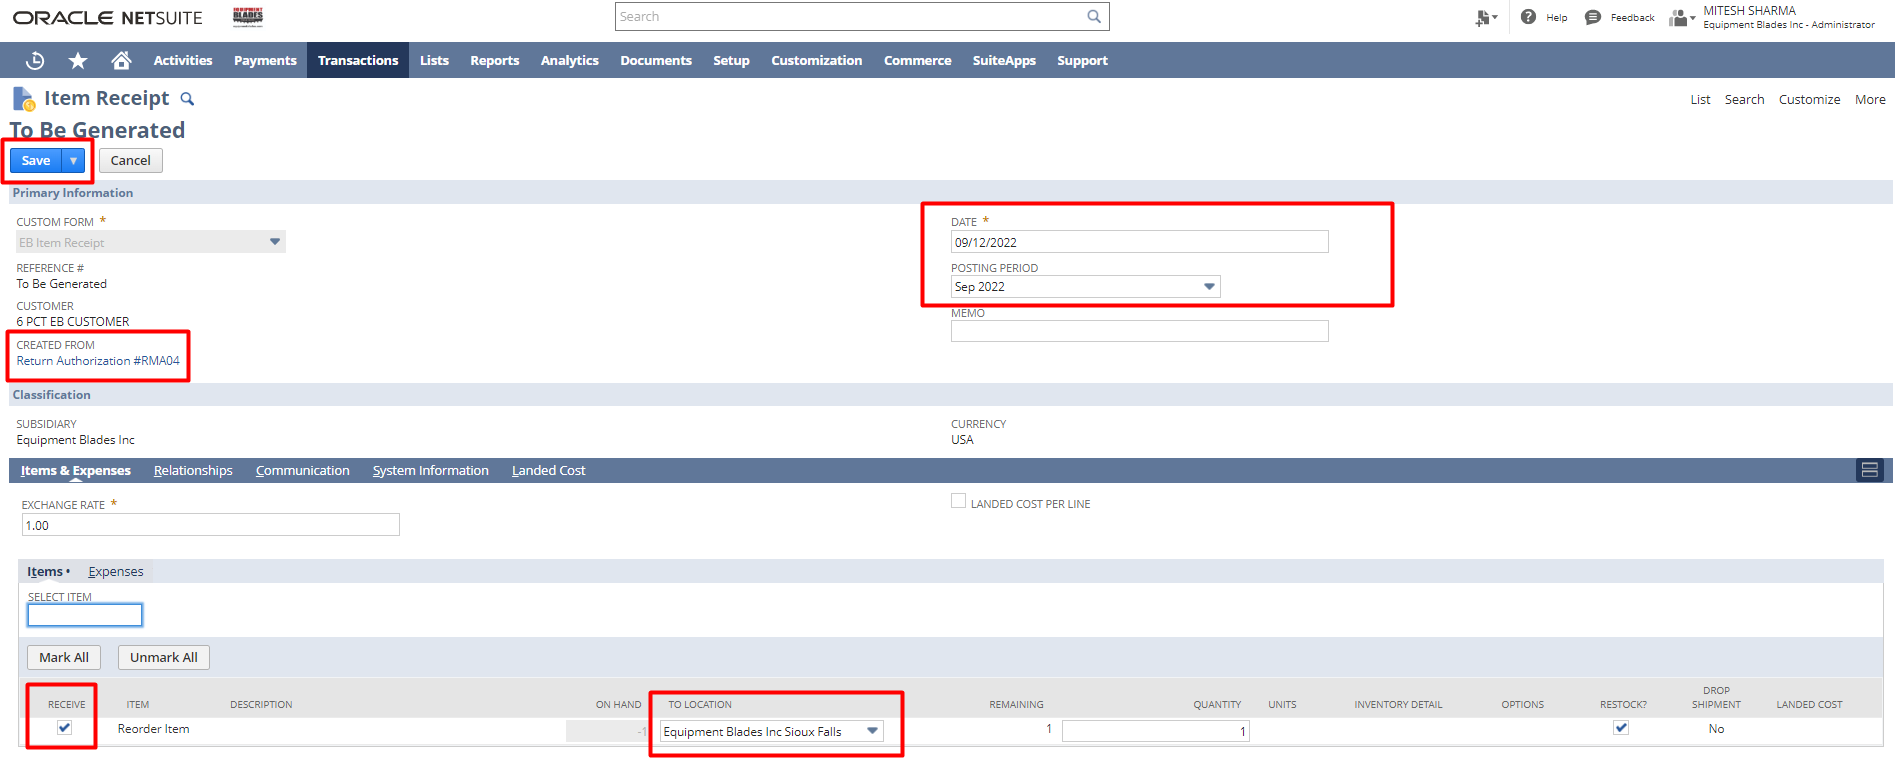 ORACLE NETSUITE
EQUIPMENT
BLADES
Search
Help
Feedback
MITESH SHARMA
Equipment Blades Inc - Administrator
Activities Payments Transactions Lists Reports Analytics Documents Setup Customization Commerce SuiteApps Support
Item Receipt
List Search Customize More
To Be Generated
Save Cancel
Primary Information
CUSTOM FORM *
EB Item Receipt
REFERENCE #
To Be Generated
CUSTOMER
6 PCT EB CUSTOMER
CREATED FROM
Return Authorization #RMA04
DATE *
09/12/2022
POSTING PERIOD
Sep 2022
MEMO
Classification
SUBSIDIARY
Equipment Blades Inc
CURRENCY
USA
Items & Expenses Relationships Communication System Information Landed Cost
EXCHANGE RATE *
1.00
LANDED COST PER LINE
Items • Expenses
SELECT ITEM
Mark All Unmark All
RECEIVE ITEM DESCRIPTION ON HAND TO LOCATION REMAINING QUANTITY UNITS INVENTORY DETAIL OPTIONS RESTOCK? DROP SHIPMENT LANDED COST
Reorder Item -1 Equipment Blades Inc Sioux Falls 1 1 No